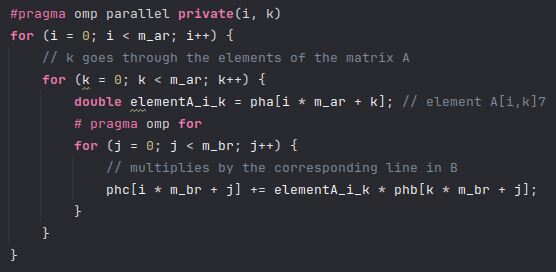 #pragma omp parallel private(i, k)
for (i = 0; i < m_ar; i++) {
    // k goes through the elements of the matrix A
    for (k = 0; k < m_ar; k++) {
        double elementA_i_k = pha[i * m_ar + k]; // element A[i,k]7
        # pragma omp for
        for (j = 0; j < m_br; j++) {
            // multiplies by the corresponding line in B
            phc[i * m_br + j] += elementA_i_k * phb[k * m_br + j];
        }
    }
}